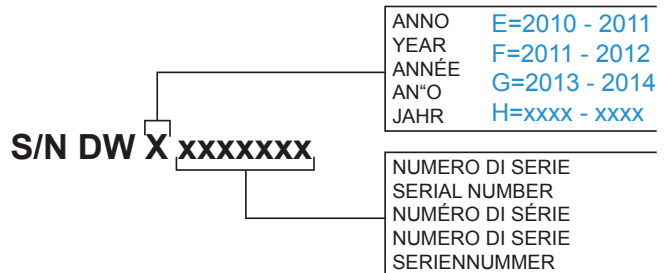 ANNO
YEAR
ANNÉE
AN“O
JAHR
E=2010 - 2011
F=2011 - 2012
G=2013 - 2014
H=xxxx - xxxx
S/N DW X xxxxxxx
NUMERO DI SERIE
SERIAL NUMBER
NUMÉRO DI SÉRIE
NUMERO DI SERIE
SERIENNUMMER